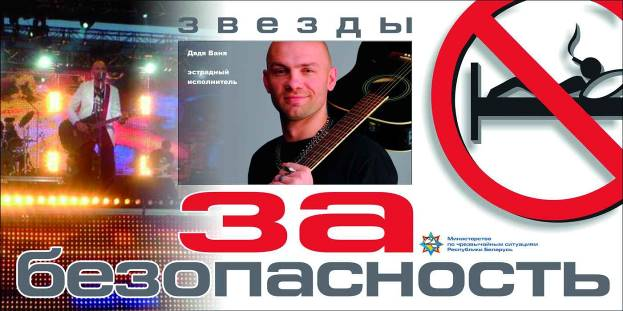 звезды
Дядя Ваня
эстрадный
исполнитель
за
Министерство
по чрезвычайным ситуациям
Республики Беларусь
безопасность